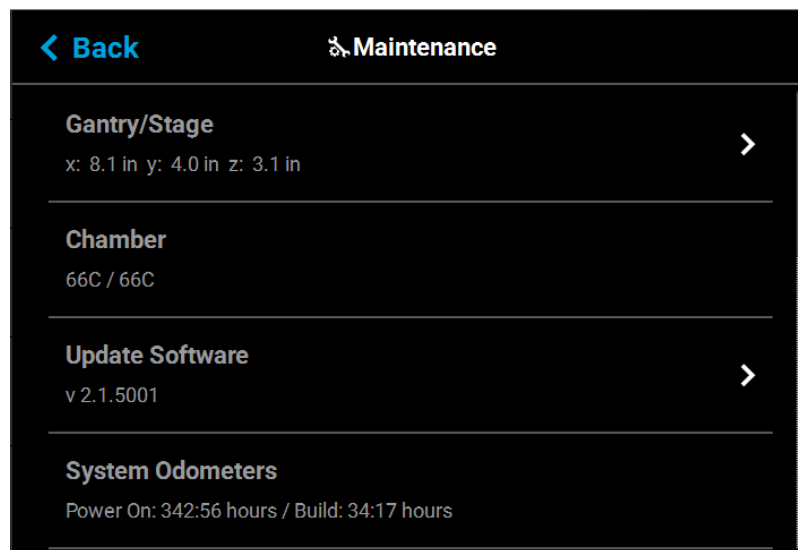 Back
Maintenance
Gantry/Stage
x: 8.1 in y: 4.0 in z: 3.1 in
Chamber
66C / 66C
Update Software
v 2.1.5001
System Odometers
Power On: 342:56 hours / Build: 34:17 hours